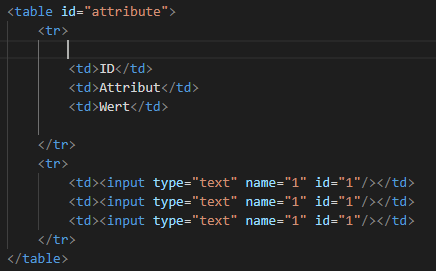 <table id="attribute">
<tr>
<td>ID</td>
<td>Attribut</td>
<td>Wert</td>
</tr>
<tr>
<td><input type="text" name="1" id="1"/></td>
<td><input type="text" name="1" id="1"/></td>
<td><input type="text" name="1" id="1"/></td>
</tr>
</table>